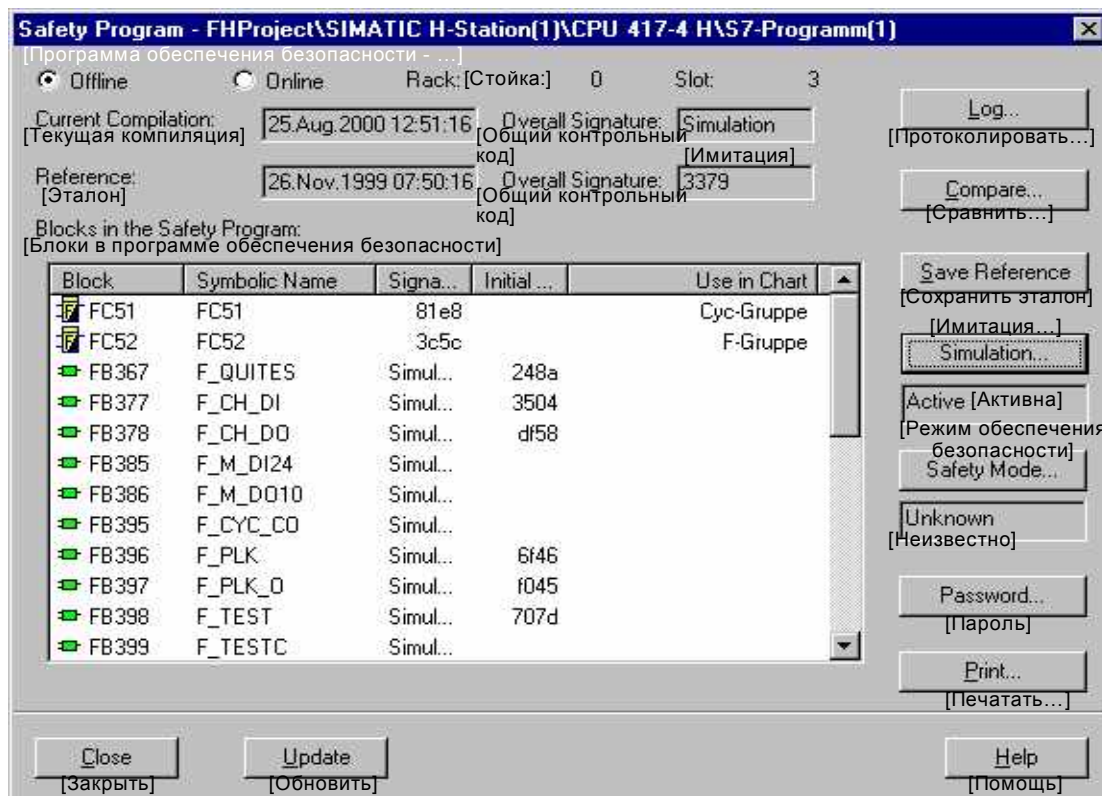 Safety Program - FHProject\SIMATIC H-Station(1)\CPU 417-4 H\S7-Programm(1)
[Программа обеспечения безопасности - …]
Offline Online Rack: [Стойка:] 0 Slot: 3
Log...
[Протоколировать…]
Current Compilation: 25.Aug.2000 12:51:16 Overall Signature: Simulation
[Текущая компиляция] [Общий контрольный код] [Имитация]
Reference: 26.Nov.1999 07:50:16 Overall Signature: 3379
[Эталон] [Общий контрольный код]
Compare...
[Сравнить…]
Blocks in the Safety Program:
[Блоки в программе обеспечения безопасности]
Block Symbolic Name Signa... Initial ... Use in Chart
FC51 FC51 81e8 Cyc-Gruppe
FC52 FC52 3c5c F-Gruppe
FB367 F_QUITES Simul... 248a
FB377 F_CH_DI Simul... 3504
FB378 F_CH_DO Simul... df58
FB385 F_M_DI24 Simul...
FB386 F_M_DO10 Simul...
FB395 F_CYC_CO Simul...
FB396 F_PLK Simul... 6f46
FB397 F_PLK_O Simul... f045
FB398 F_TEST Simul... 707d
FB399 F_TESTC Simul...
Save Reference
[Сохранить эталон]
[Имитация…]
Simulation...
Active [Активна]
[Режим обеспечения
безопасности]
Safety Mode...
Unknown
[Неизвестно]
Password...
[Пароль]
Print...
[Печатать…]
Close Update Help
[Закрыть] [Обновить] [Помощь]